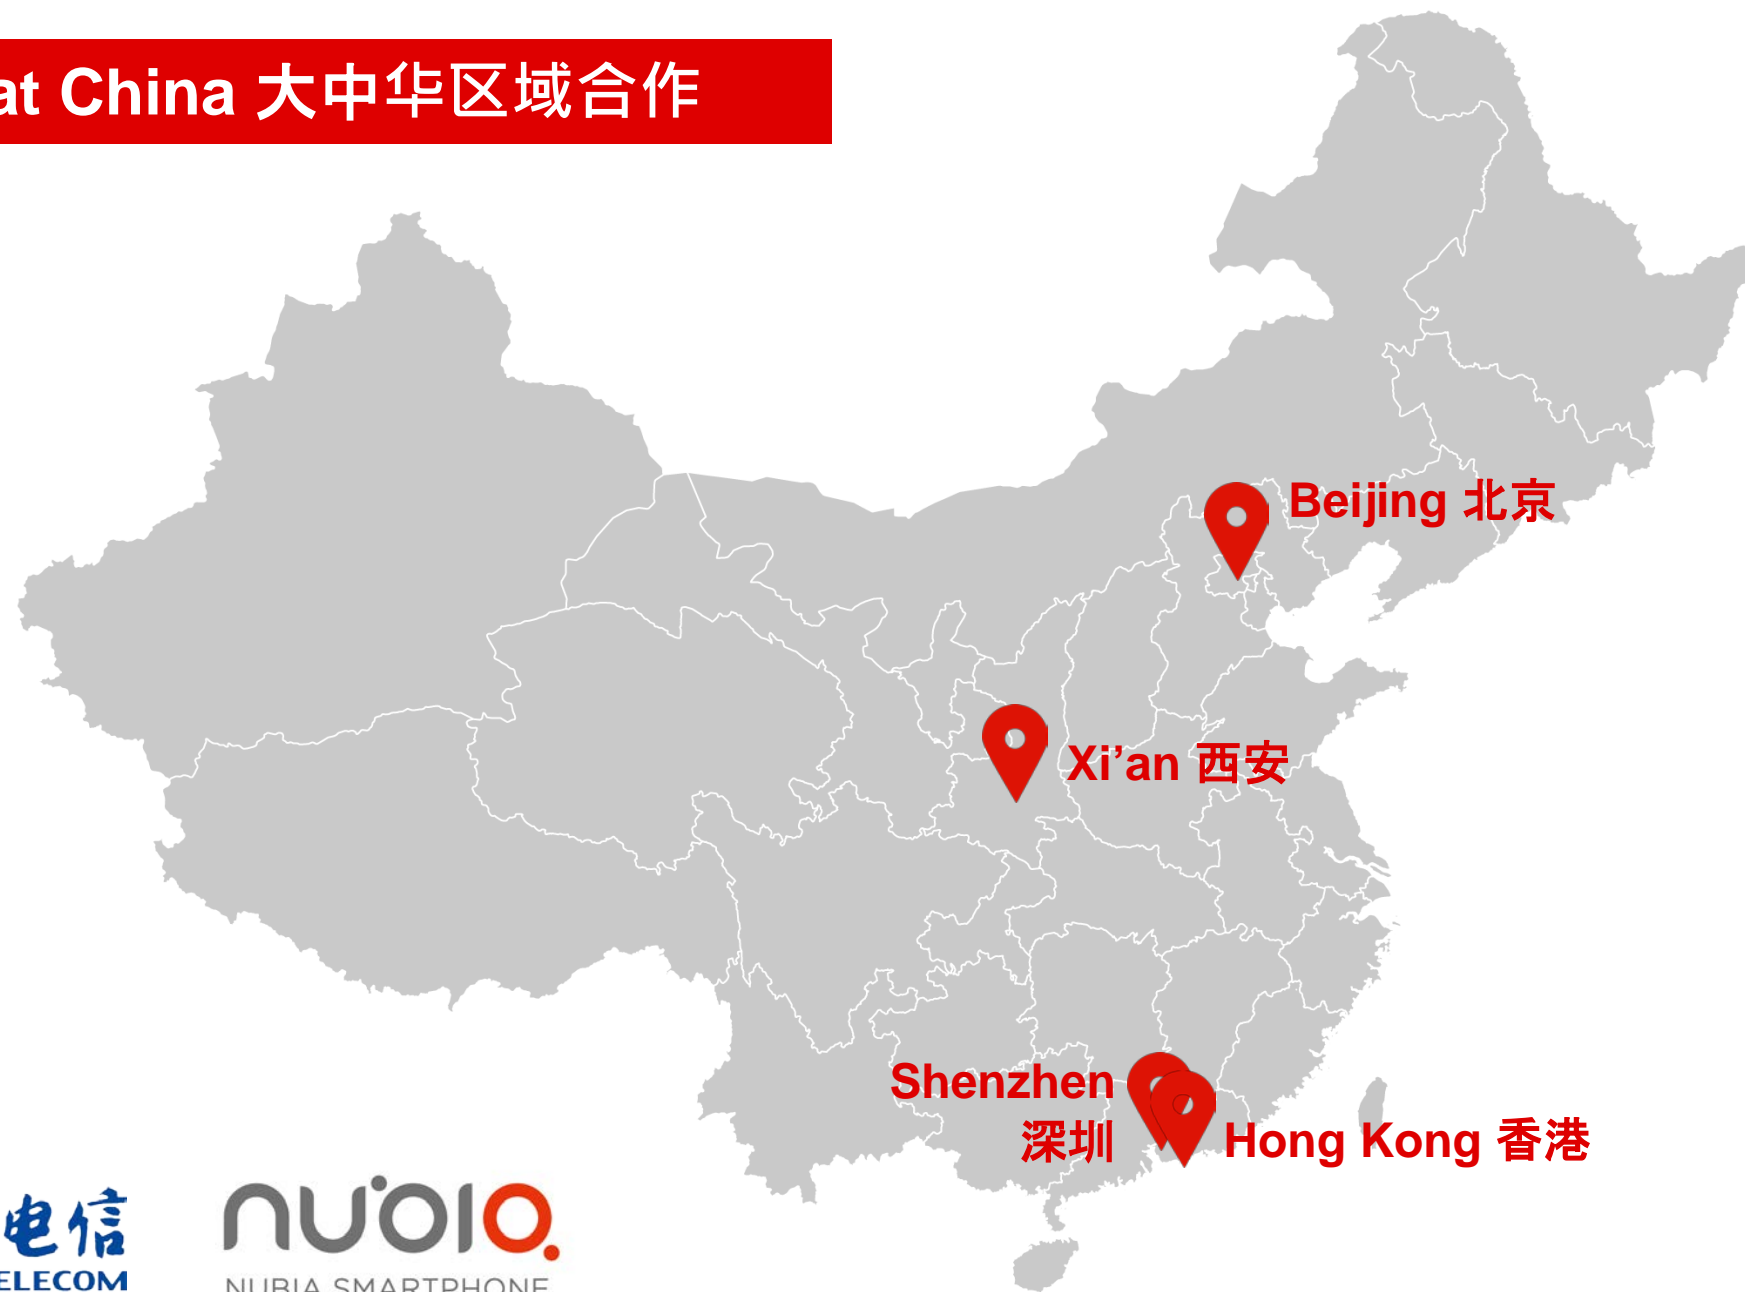 at China 大中华区域合作
Beijing 北京
Xi’an 西安
Shenzhen
深圳
Hong Kong 香港
电信
ELECOM
nubia
NUBIA SMARTPHONE